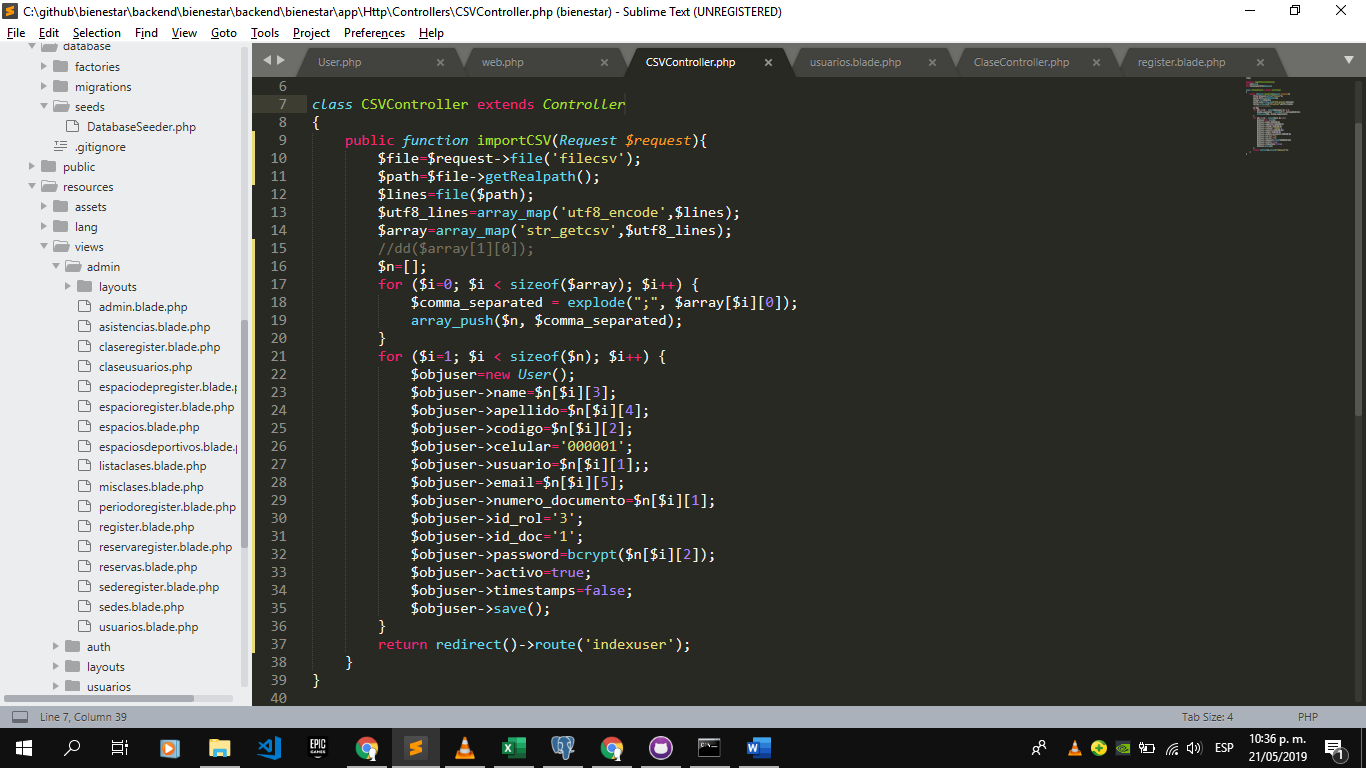 C:\github\bienestar\backend\bienestar\backend\bienestar\app\Http\Controllers\CSVController.php (bienestar) - Sublime Text (UNREGISTERED)
File Edit Selection Find View Goto Tools Project Preferences Help
database
factories
migrations
seeds
DatabaseSeeder.php
.gitignore
public
resources
assets
lang
views
admin
layouts
admin.blade.php
asistencias.blade.php
claseregister.blade.php
claseusuarios.php
espaciodepregister.blade.p
espacioregister.blade.php
espacios.blade.php
espaciosdeportivos.blade.p
listaclases.blade.php
misclases.blade.php
periodoregister.blade.php
register.blade.php
reservaregister.blade.php
reservas.blade.php
sederegister.blade.php
sedes.blade.php
usuarios.blade.php
auth
layouts
usuarios
User.php web.php CSVController.php usuarios.blade.php ClaseController.php register.blade.php
6
7 class CSVController extends Controller
8 {
9     public function importCSV(Request $request){
10         $file=$request->file('filecsv');
11         $path=$file->getRealpath();
12         $lines=file($path);
13         $utf8_lines=array_map('utf8_encode',$lines);
14         $array=array_map('str_getcsv',$utf8_lines);
15         //dd($array[1][0]);
16         $n=[];
17         for ($i=0; $i < sizeof($array); $i++) {
18             $comma_separated = explode(";", $array[$i][0]);
19             array_push($n, $comma_separated);
20         }
21         for ($i=1; $i < sizeof($n); $i++) {
22             $objuser=new User();
23             $objuser->name=$n[$i][3];
24             $objuser->apellido=$n[$i][4];
25             $objuser->codigo=$n[$i][2];
26             $objuser->celular='000001';
27             $objuser->usuario=$n[$i][1];;
28             $objuser->email=$n[$i][5];
29             $objuser->numero_documento=$n[$i][1];
30             $objuser->id_rol='3';
31             $objuser->id_doc='1';
32             $objuser->password=bcrypt($n[$i][2]);
33             $objuser->activo=true;
34             $objuser->timestamps=false;
35             $objuser->save();
36         }
37         return redirect()->route('indexuser');
38     }
39 }
40
Line 7, Column 39 Tab Size: 4 PHP
EPIC GAMES
ESP
10:36 p. m.
21/05/2019
1